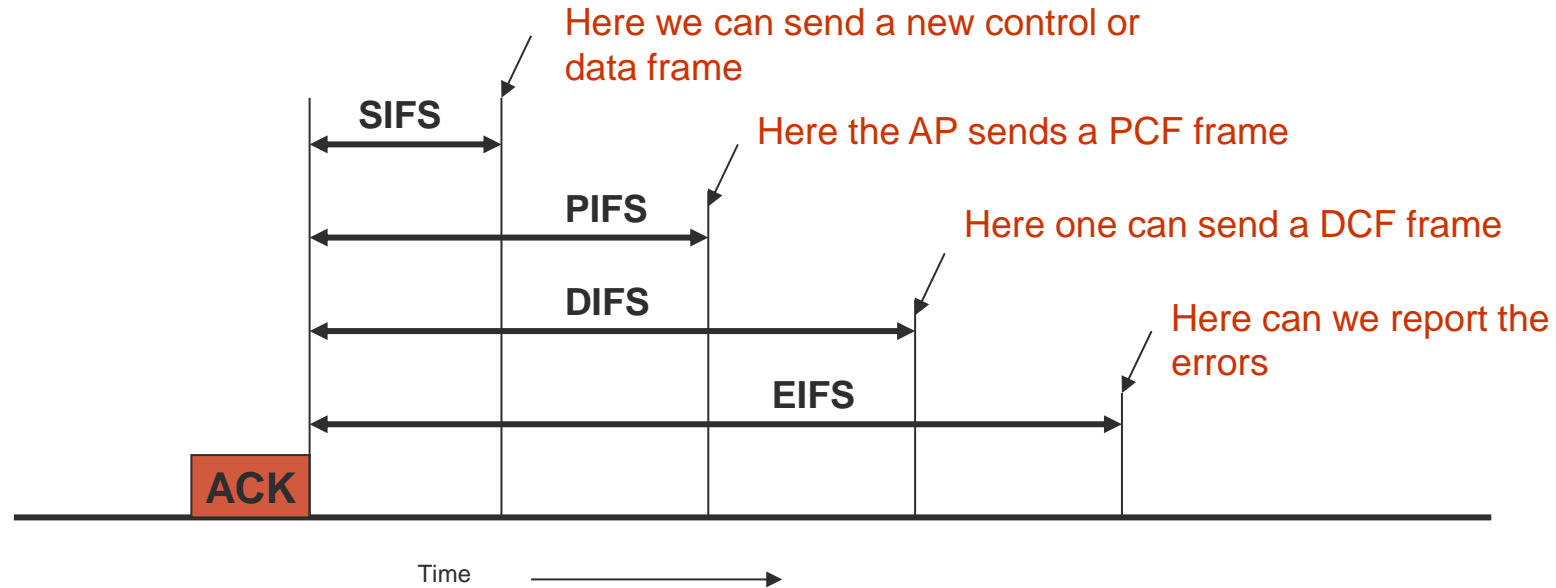 Here we can send a new control or
data frame
SIFS
Here the AP sends a PCF frame
PIFS
Here one can send a DCF frame
DIFS
Here can we report the
errors
EIFS
ACK
Time